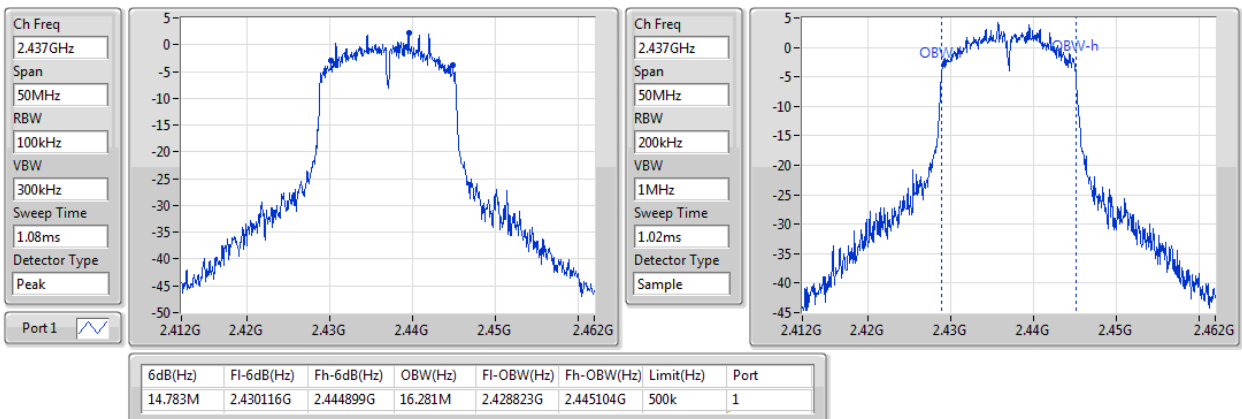 Ch Freq
2.437GHz
Span
50MHz
RBW
100kHz
VBW
300kHz
Sweep Time
1.08ms
Detector Type
Peak
Port 1
5
0
-5
-10
-15
-20
-25
-30
-35
-40
-45
-50
2.412G 2.42G 2.43G 2.44G 2.45G 2.462G
Ch Freq
2.437GHz
Span
50MHz
RBW
200kHz
VBW
1MHz
Sweep Time
1.02ms
Detector Type
Sample
5
0
-5
-10
-15
-20
-25
-30
-35
-40
-45
OBW-h
2.412G 2.42G 2.43G 2.44G 2.45G 2.462G
6dB(Hz) Fl-6dB(Hz) Fh-6dB(Hz) OBW(Hz) Fl-OBW(Hz) Fh-OBW(Hz) Limit(Hz) Port
14.783M 2.430116G 2.444899G 16.281M 2.428823G 2.445104G 500k 1